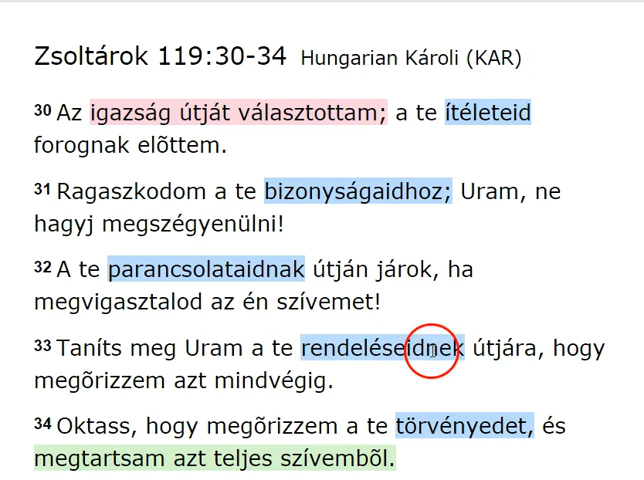 Zsoltárok 119:30-34 Hungarian Károli (KAR)
30 Az igazság útját választottam; a te ítéleteid
forognak elõttem.
31 Ragaszkodom a te bizonyságaidhoz; Uram, ne
hagyj megszégyenülni!
32 A te parancsolataidnak útján járok, ha
megvigasztalod az én szívemet!
33 Taníts meg Uram a te rendeléseidnek útjára, hogy
megõrizzem azt mindvégig.
34 Oktass, hogy megõrizzem a te törvényedet, és
megtartsam azt teljes szívembõl.